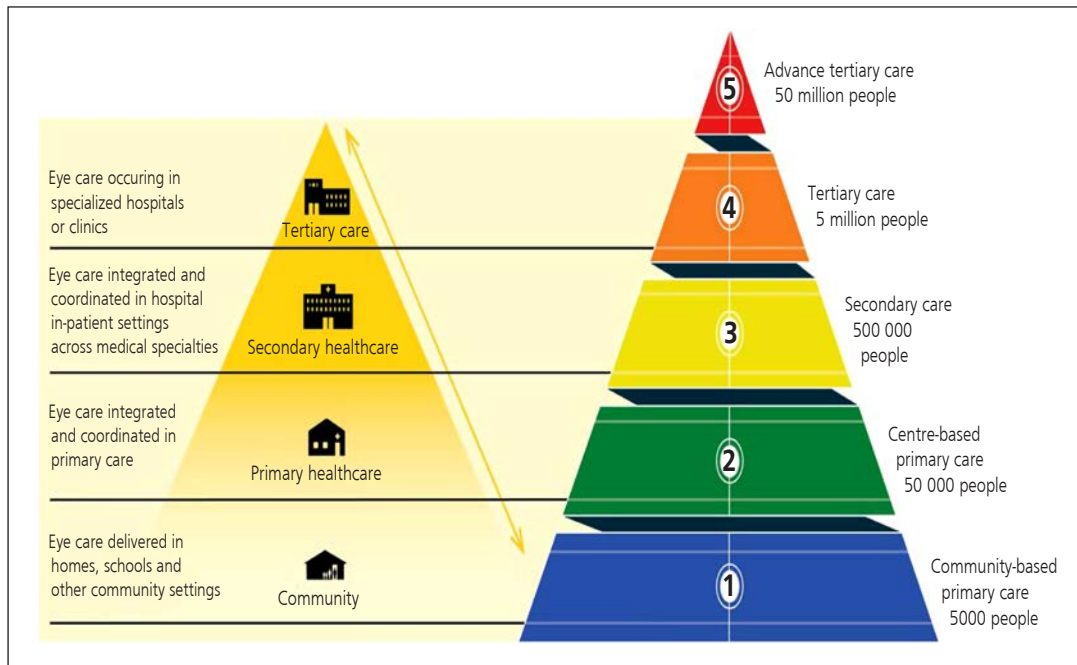 Eye care occuring in
specialized hospitals
or clinics
Tertiary care
Eye care integrated and
coordinated in hospital
in-patient settings
across medical specialties
Secondary healthcare
Eye care integrated
and coordinated in
primary care
Primary healthcare
Eye care delivered in
homes, schools and
other community settings
Community
5
Advance tertiary care
50 million people
4
Tertiary care
5 million people
3
Secondary care
500 000
people
2
Centre-based
primary care
50 000 people
1
Community-based
primary care
5000 people